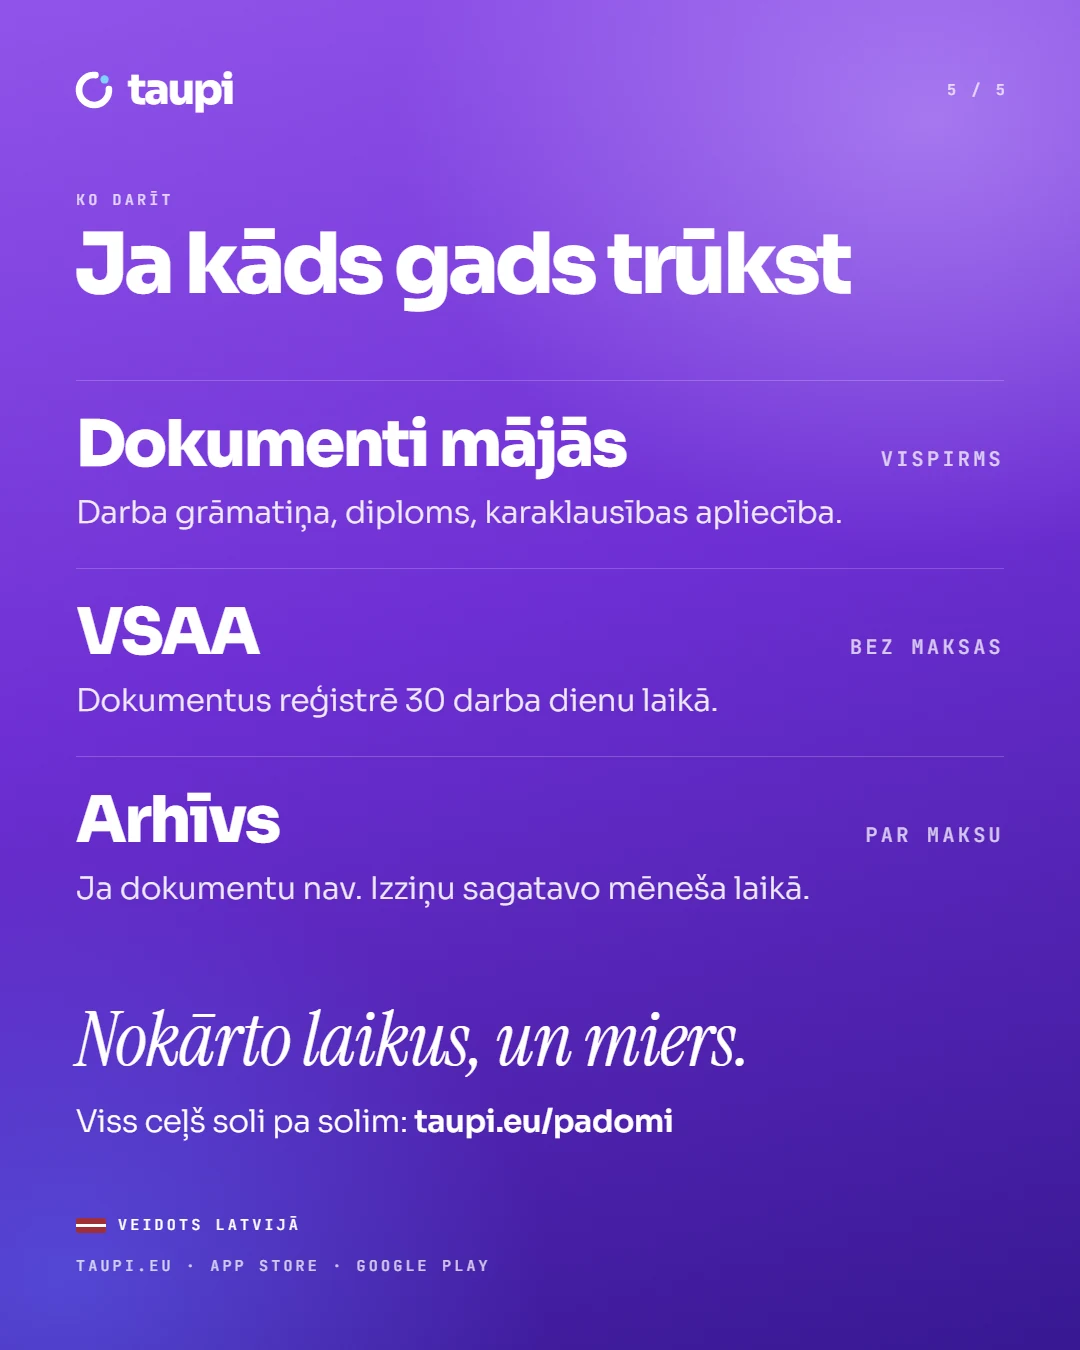 taupi
5 / 5
KO DARĪT
Ja kāds gads trūkst
Dokumenti mājās
VISPIRMS
Darba grāmatiņa, diploms, karaklausības apliecība.
VSAA
BEZ MAKSAS
Dokumentus reģistrē 30 darba dienu laikā.
Arhīvs
PAR MAKSU
Ja dokumentu nav. Izziņu sagatavo mēneša laikā.
Nokārto laikus, un miers.
Viss ceļš soli pa solim: taupi.eu/padomi
VEIDOTS LATVIJĀ
TAUPI.EU · APP STORE · GOOGLE PLAY